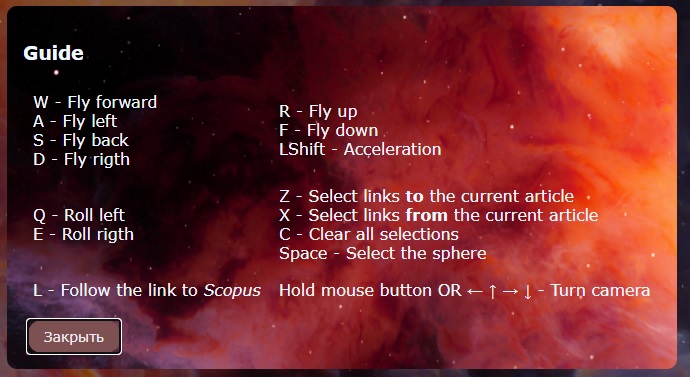 Guide
W - Fly forward
A - Fly left
S - Fly back
D - Fly rigth
R - Fly up
F - Fly down
LShift - Acceleration
Q - Roll left
E - Roll rigth
Z - Select links to the current article
X - Select links from the current article
C - Clear all selections
Space - Select the sphere
L - Follow the link to Scopus
Hold mouse button OR ← ↑ → ↓ - Turn camera
Закрыть